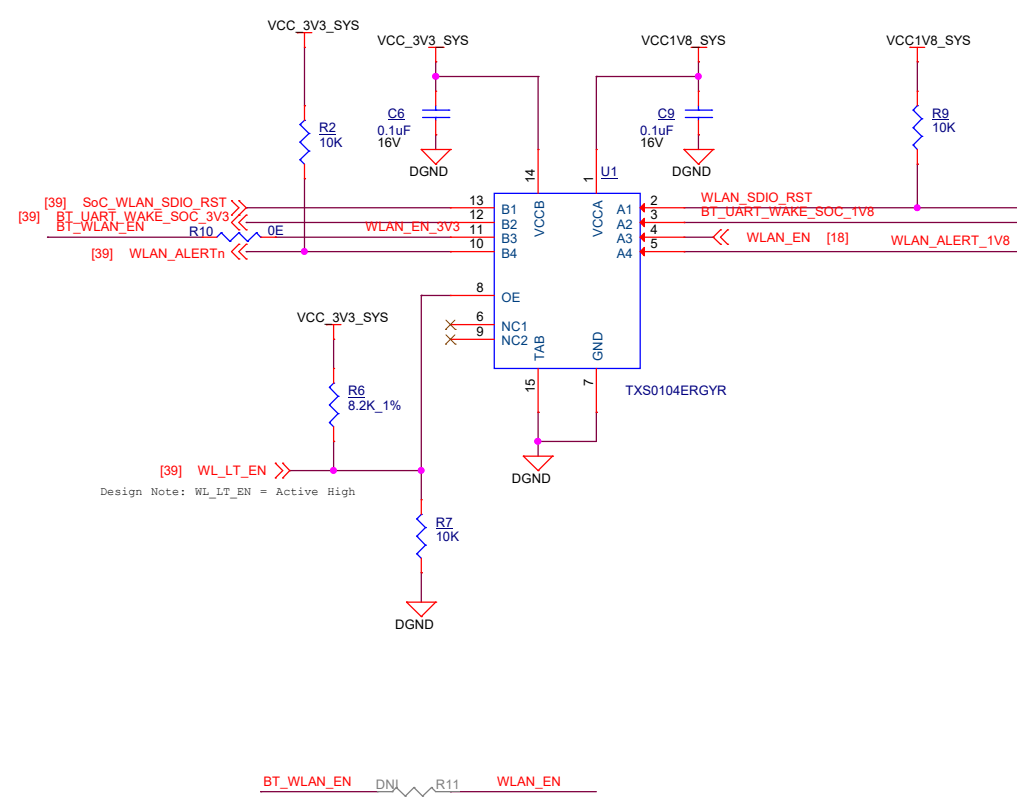 VCC_3V3_SYS
VCC_3V3_SYS
VCC1V8_SYS
VCC1V8_SYS
R2
10K
C6
0.1uF
16V
C9
0.1uF
16V
R9
10K
DGND
DGND
14
1
U1
[39] SoC_WLAN_SDIO_RST
13
B1
VCCB
VCCA
A1
2
WLAN_SDIO_RST
[39] BT_UART_WAKE_SOC_3V3
12
B2
A2
3
BT_UART_WAKE_SOC_1V8
BT_WLAN_EN
R10
0E
WLAN_EN_3V3
11
B3
A3
4
WLAN_EN [18]
[39] WLAN_ALERTn
10
B4
A4
5
WLAN_ALERT_1V8
8
OE
VCC_3V3_SYS
6
NC1
9
NC2
TAB
GND
15
7
TXS0104ERGYR
R6
8.2K_1%
[39] WL_LT_EN
DGND
Design Note: WL_LT_EN = Active High
R7
10K
DGND
BT_WLAN_EN
DNI
R11
WLAN_EN